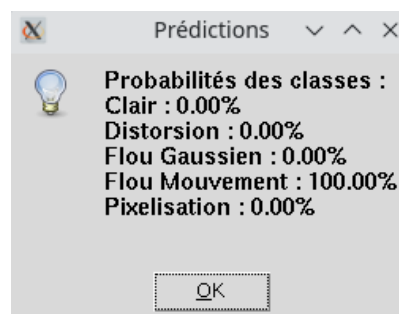 Prédictions
Probabilités des classes :
Clair : 0.00%
Distorsion : 0.00%
Flou Gaussien : 0.00%
Flou Mouvement : 100.00%
Pixelisation : 0.00%
OK